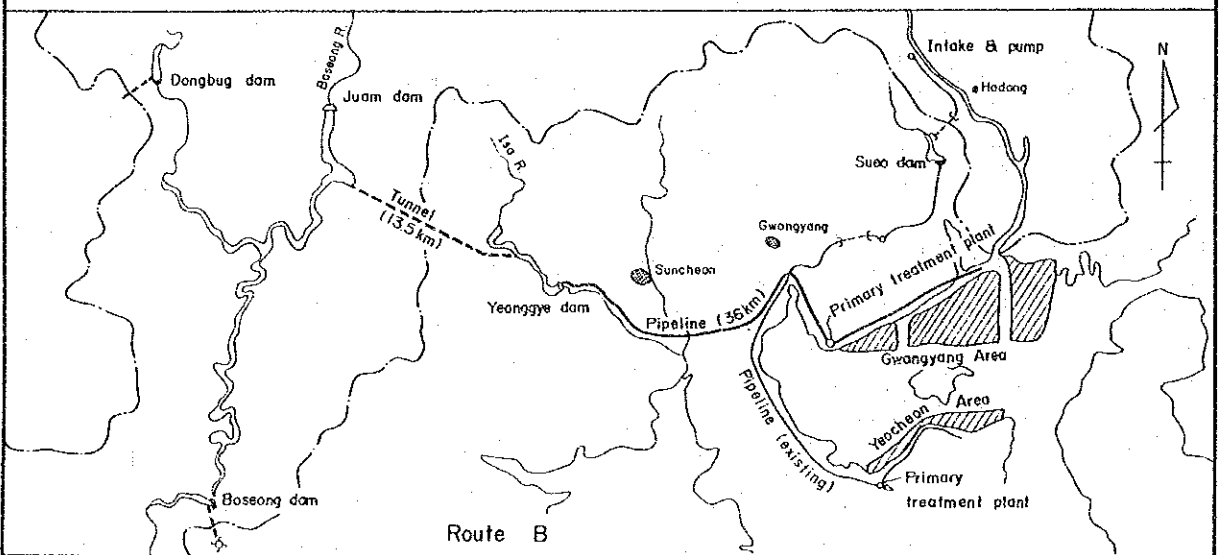 Dongbug dam
Boseong R.
Juam dam
Intake & pump
Hadong
N
Isa R.
Sueo dam
Tunnel
(13.5km)
Gwongyang
Suncheon
Yeonggye dam
Pipeline (36km)
Primary treatment plant
Gwangyang Area
Pipeline (existing)
Yeocheon Area
Primary
treatment plant
Boseong dam
Route B